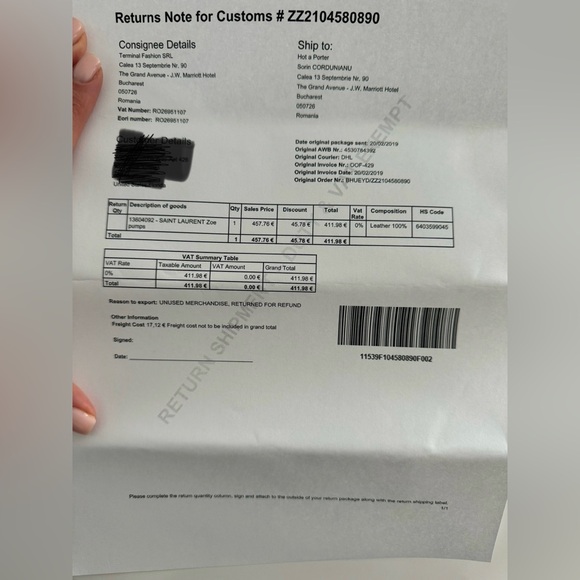 Returns Note for Customs # ZZ2104580890
Consignee Details
Terminal Fashion SRL
Calea 13 Septembrie Nr. 90
The Grand Avenue - J.W. Marriott Hotel
Bucharest
050726
Romania
Vat Number: RO26951107
Eori number: RO26951107
Ship to:
Hot a Porter
Sorin CORDUNIANU
Calea 13 Septembrie Nr. 90
The Grand Avenue - J.W. Marriott Hotel
Bucharest
050726
Romania
Customer Details
Date original package sent: 20/02/2019
Original AWB Nr.: 4530784392
Original Courier: DHL
Original Invoice Nr.: DOF-429
Original Invoice Date: 20/02/2019
Original Order Nr.: BHUEYD/ZZ2104580890
Return Qty Description of goods Qty Sales Price Discount Total Vat Rate Composition HS Code
13604092 - SAINT LAURENT Zoe pumps 1 457.76 € 45.78 € 411.98 € 0% Leather 100% 6403599045
Total 1 457.76 € 45.78 € 411.98 €
VAT Summary Table
VAT Rate Taxable Amount VAT Amount Grand Total
0% 411.98 € 0.00 € 411.98 €
Total 411.98 € 0.00 € 411.98 €
Reason to export: UNUSED MERCHANDISE, RETURNED FOR REFUND
Other Information
Freight Cost 17,12 € Freight cost not to be included in grand total
Signed:
Date:
11539F104580890F002
RETURN SHIPMENT
Please complete the return quantity column, sign and attach to the outside of your return package along with the return shipping label.
1/1